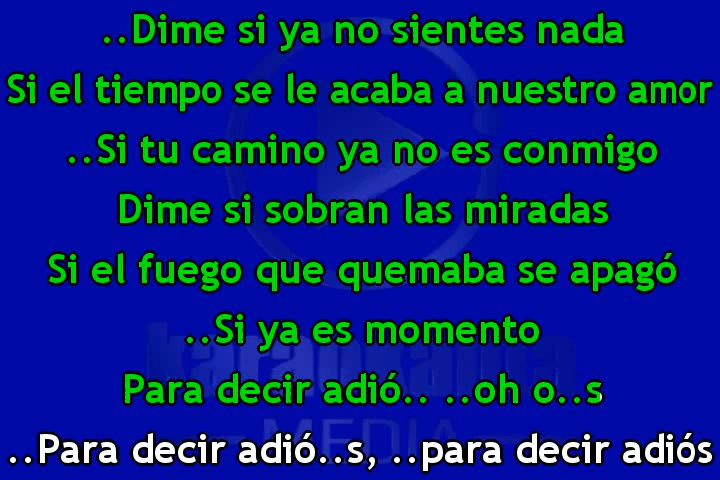 ..Dime si ya no sientes nada
Si el tiempo se le acaba a nuestro amor
..Si tu camino ya no es conmigo
Dime si sobran las miradas
Si el fuego que quemaba se apagó
..Si ya es momento
Para decir adió.. ..oh o..s
..Para decir adió..s, ..para decir adiós
MEDIA